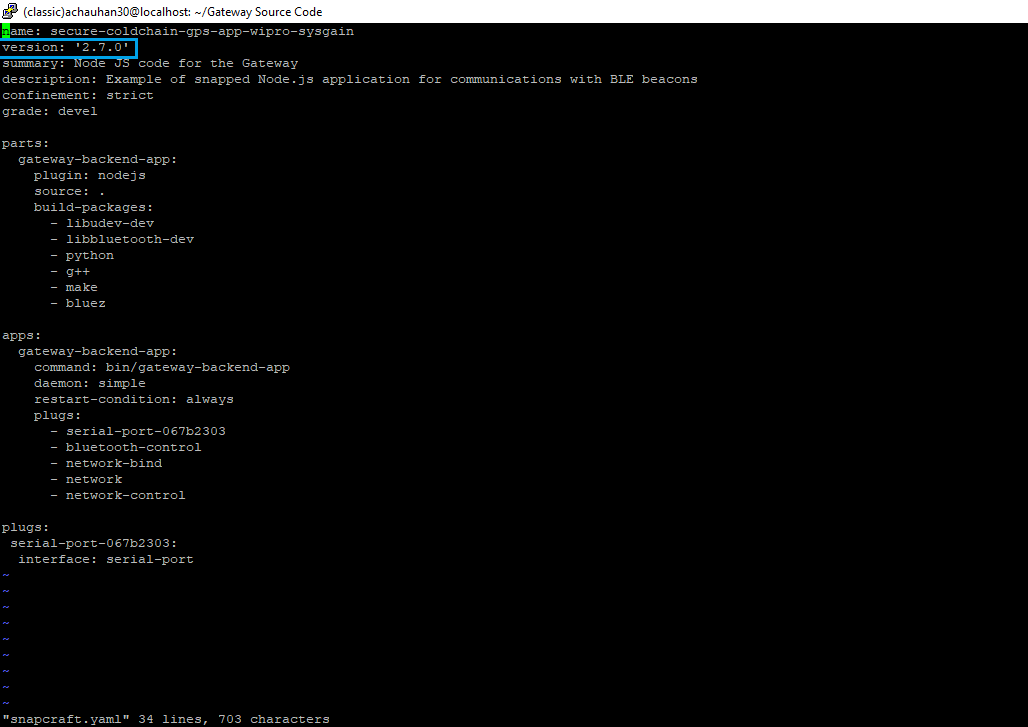 (classic)achauhan30@localhost: ~/Gateway Source Code
name: secure-coldchain-gps-app-wipro-sysgain
version: '2.7.0'
summary: Node JS code for the Gateway
description: Example of snapped Node.js application for communications with BLE beacons
confinement: strict
grade: devel

parts:
  gateway-backend-app:
    plugin: nodejs
    source: .
    build-packages:
      - libudev-dev
      - libbluetooth-dev
      - python
      - g++
      - make
      - bluez

apps:
  gateway-backend-app:
    command: bin/gateway-backend-app
    daemon: simple
    restart-condition: always
    plugs:
      - serial-port-067b2303
      - bluetooth-control
      - network-bind
      - network
      - network-control

plugs:
 serial-port-067b2303:
  interface: serial-port
~
~
~
~
~
~
~
~
~
"snapcraft.yaml" 34 lines, 703 characters